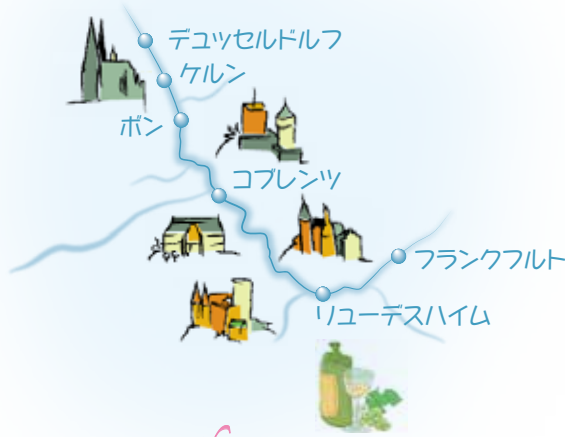 デュッセルドルフ
ケルン
ボン
コブレンツ
フランクフルト
リューデスハイム